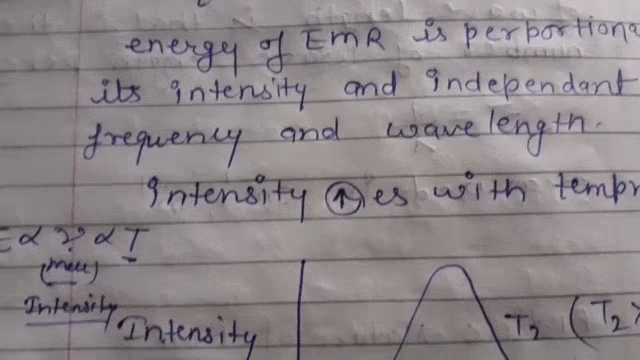 energy of EMR is perportiona
its intensity and independant
frequency and wavelength.
intensity ↑es with tempr
= α ν α T
(meu)
Intensity
Intensity
T2 (T2 >